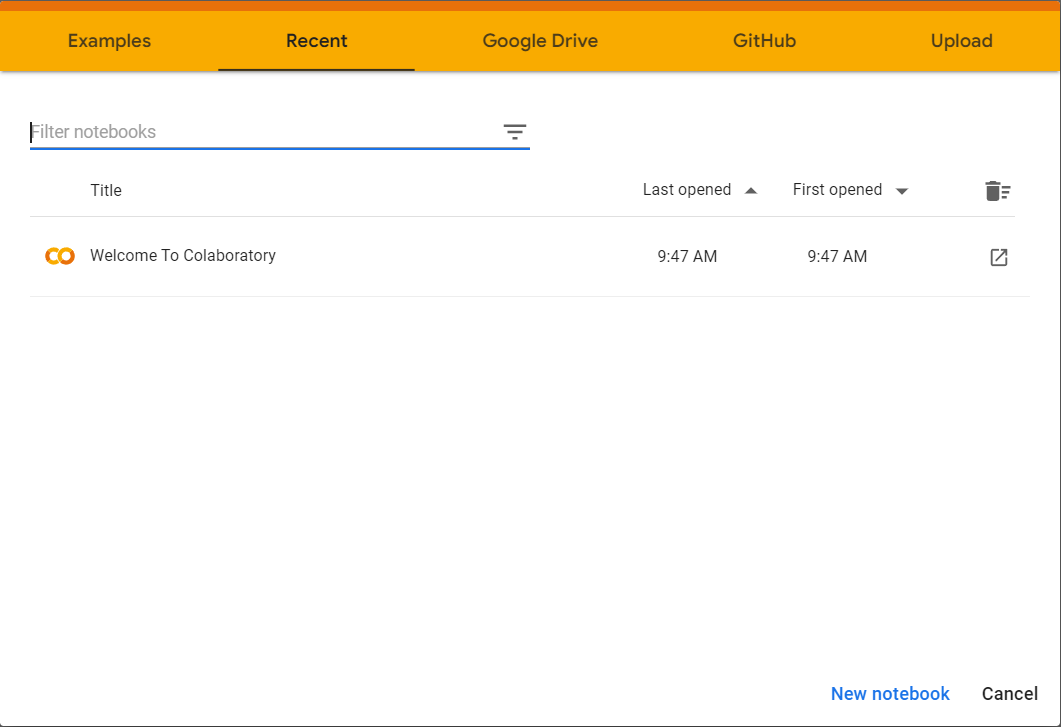 Examples Recent Google Drive GitHub Upload
Filter notebooks
Title Last opened First opened
Welcome To Colaboratory 9:47 AM 9:47 AM
New notebook Cancel